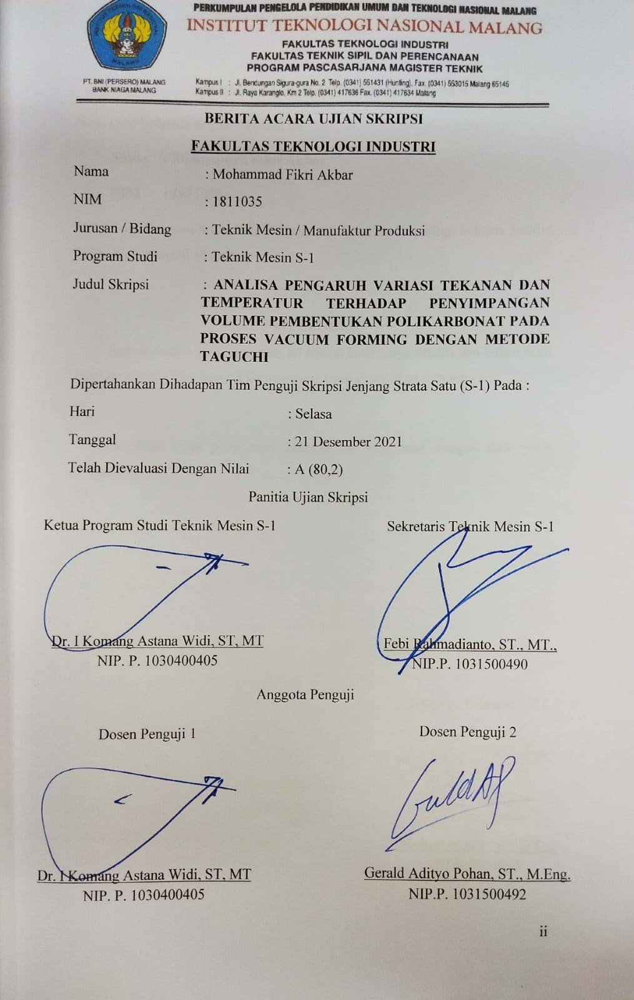 PERKUMPULAN PENGELOLA PENDIDIKAN UMUM DAN TEKNOLOGI NASIONAL MALANG
INSTITUT TEKNOLOGI NASIONAL MALANG
FAKULTAS TEKNOLOGI INDUSTRI
FAKULTAS TEKNIK SIPIL DAN PERENCANAAN
PROGRAM PASCASARJANA MAGISTER TEKNIK
PT. BNI (PERSERO) MALANG
BANK NIAGA MALANG
Kampus I : Jl. Bendungan Sigura-gura No. 2 Telp. (0341) 551431 (Hunting), Fax. (0341) 553015 Malang 65145
Kampus II : Jl. Raya Karanglo, Km 2 Telp. (0341) 417636 Fax. (0341) 417634 Malang
BERITA ACARA UJIAN SKRIPSI
FAKULTAS TEKNOLOGI INDUSTRI
Nama : Mohammad Fikri Akbar
NIM : 1811035
Jurusan / Bidang : Teknik Mesin / Manufaktur Produksi
Program Studi : Teknik Mesin S-1
Judul Skripsi : ANALISA PENGARUH VARIASI TEKANAN DAN
TEMPERATUR TERHADAP PENYIMPANGAN
VOLUME PEMBENTUKAN POLIKARBONAT PADA
PROSES VACUUM FORMING DENGAN METODE
TAGUCHI
Dipertahankan Dihadapan Tim Penguji Skripsi Jenjang Strata Satu (S-1) Pada :
Hari : Selasa
Tanggal : 21 Desember 2021
Telah Dievaluasi Dengan Nilai : A (80,2)
Panitia Ujian Skripsi
Ketua Program Studi Teknik Mesin S-1
Dr. I Komang Astana Widi, ST, MT
NIP. P. 1030400405
Sekretaris Teknik Mesin S-1
Febi Rahmadianto, ST., MT.,
NIP.P. 1031500490
Anggota Penguji
Dosen Penguji 1
Dr. I Komang Astana Widi, ST, MT
NIP. P. 1030400405
Dosen Penguji 2
Gerald Adityo Pohan, ST., M.Eng.
NIP.P. 1031500492
ii